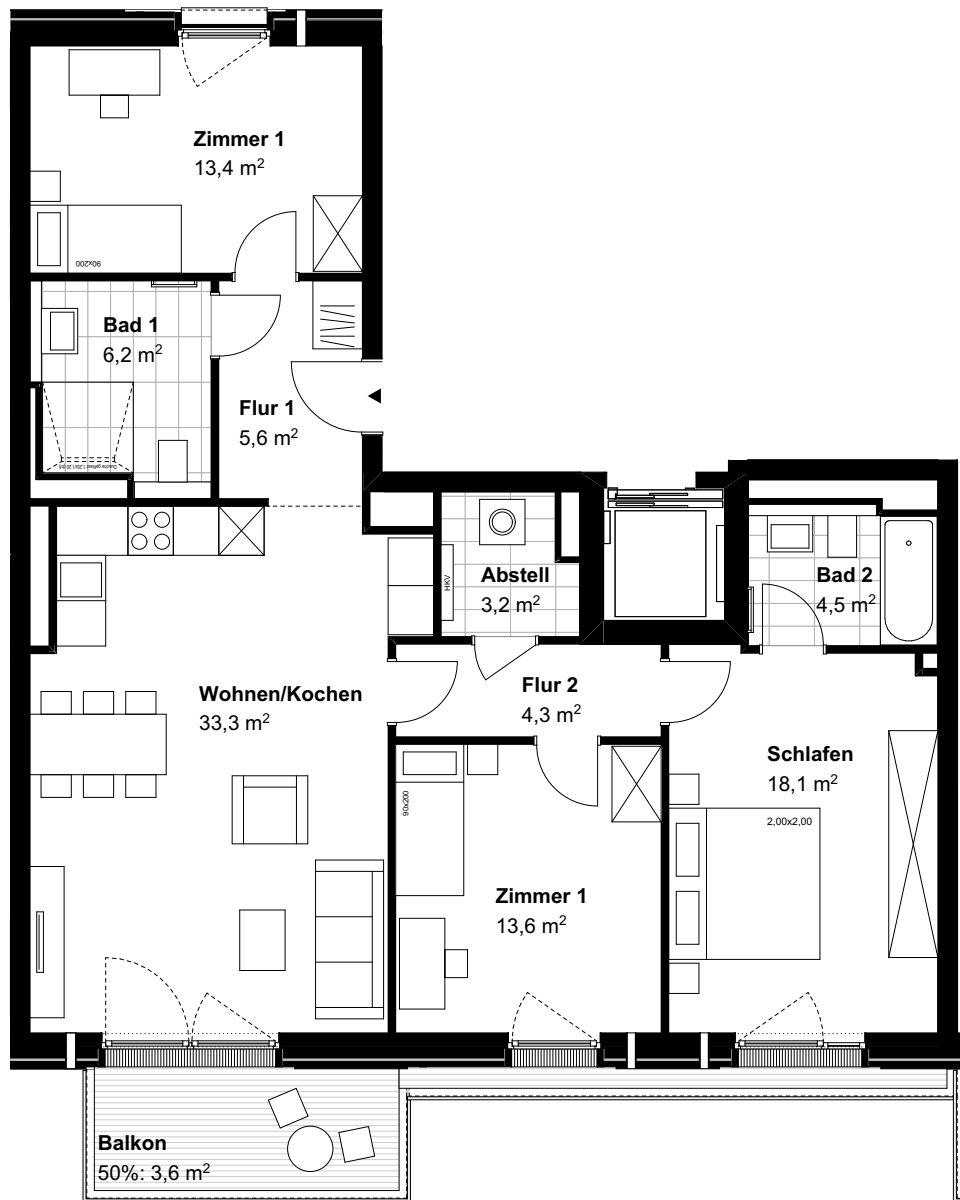 Zimmer 1
13,4 m²
90x200
Bad 1
6,2 m²
Flur 1
5,6 m²
Abstell
3,2 m²
HKV
Bad 2
4,5 m²
Wohnen/Kochen
33,3 m²
Flur 2
4,3 m²
Schlafen
18,1 m²
90x200
2,00x2,00
Zimmer 1
13,6 m²
Balkon
50%: 3,6 m²